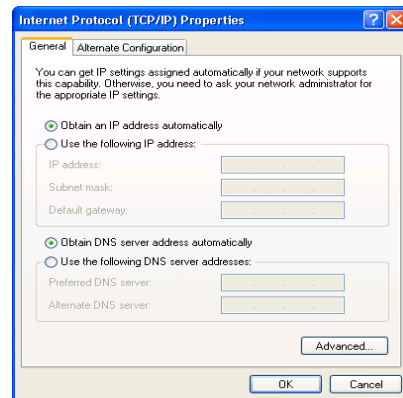 Internet Protocol (TCP/IP) Properties
General
Alternate Configuration
You can get IP settings assigned automatically if your network supports
this capability. Otherwise, you need to ask your network administrator for
the appropriate IP settings.
Obtain an IP address automatically
Use the following IP address:
IP address:
Subnet mask:
Default gateway:
Obtain DNS server address automatically
Use the following DNS server addresses:
Preferred DNS server:
Alternate DNS server:
Advanced...
OK
Cancel